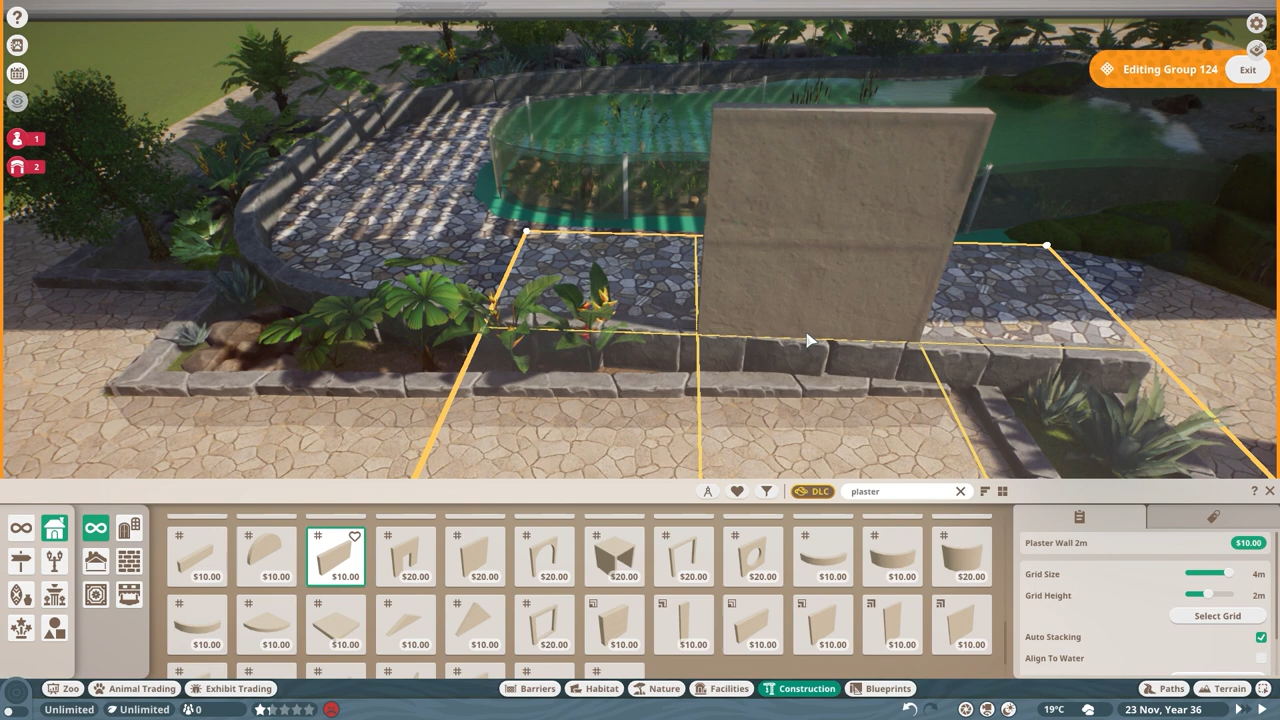 ?
Editing Group 124
Exit
1
2
DLC
plaster
?
$10.00 $10.00 $10.00 $20.00 $20.00 $20.00 $20.00 $20.00 $20.00 $10.00 $10.00 $20.00
$10.00 $10.00 $10.00 $10.00 $10.00 $20.00 $10.00 $10.00 $10.00 $10.00 $10.00 $10.00
Plaster Wall 2m $10.00
Grid Size 4m
Grid Height 2m
Select Grid
Auto Stacking
Align To Water
Zoo Animal Trading Exhibit Trading Barriers Habitat Nature Facilities Construction Blueprints Paths Terrain
Unlimited Unlimited 0 19°C 23 Nov, Year 36